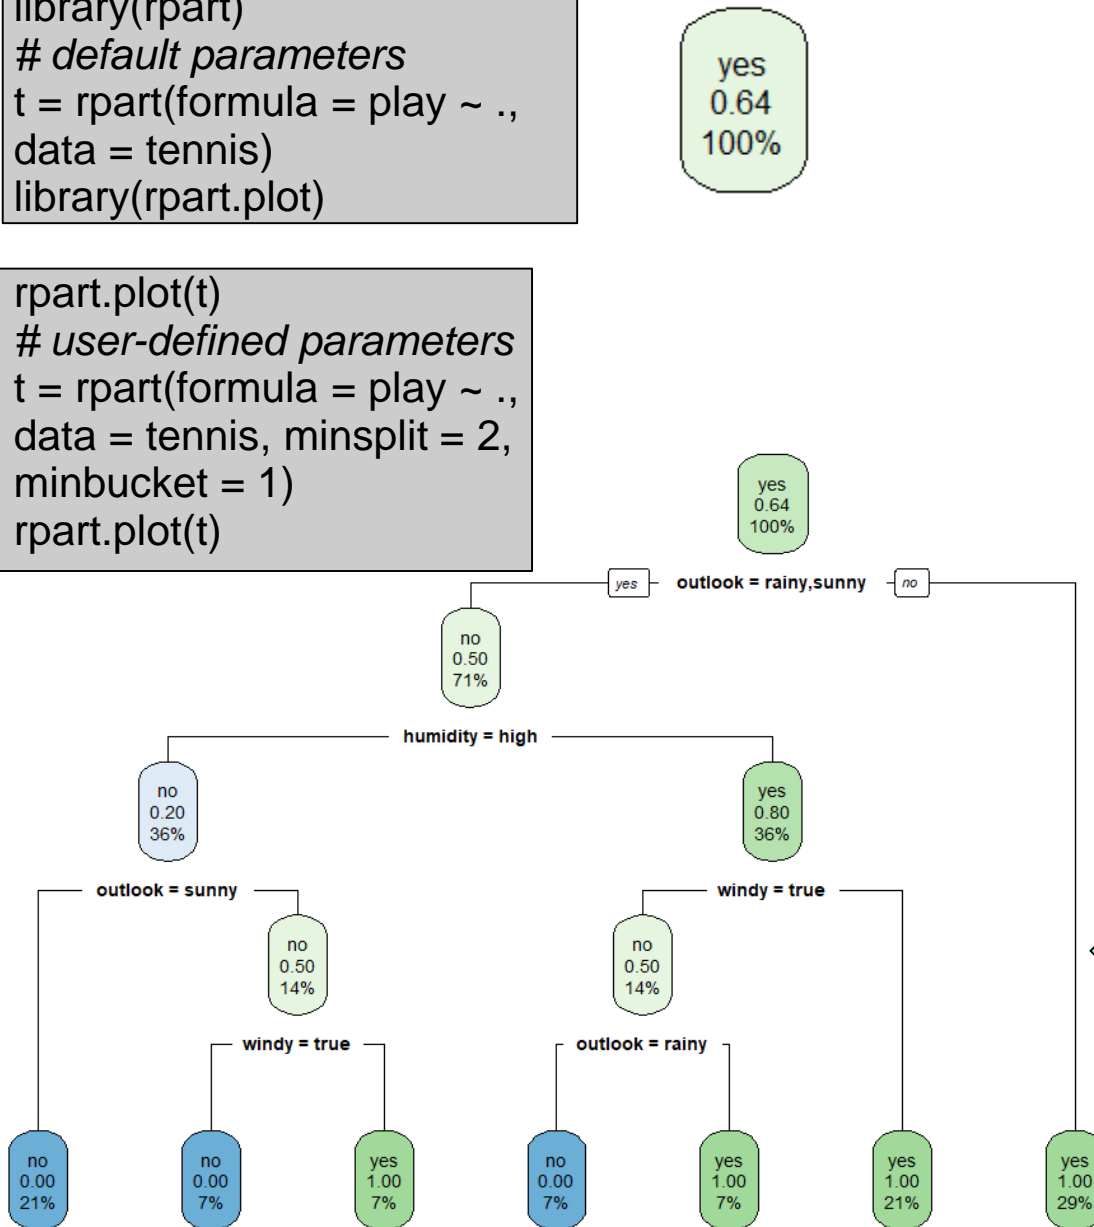 library(rpart)
# default parameters
t = rpart(formula = play ~ .,
data = tennis)
library(rpart.plot)
yes
0.64
100%
rpart.plot(t)
# user-defined parameters
t = rpart(formula = play ~ .,
data = tennis, minsplit = 2,
minbucket = 1)
rpart.plot(t)
yes
0.64
100%
yes outlook = rainy,sunny no
no
0.50
71%
humidity = high
no
0.20
36%
yes
0.80
36%
outlook = sunny
windy = true
no
0.50
14%
no
0.50
14%
windy = true
outlook = rainy
no
0.00
21%
no
0.00
7%
yes
1.00
7%
no
0.00
7%
yes
1.00
7%
yes
1.00
21%
yes
1.00
29%